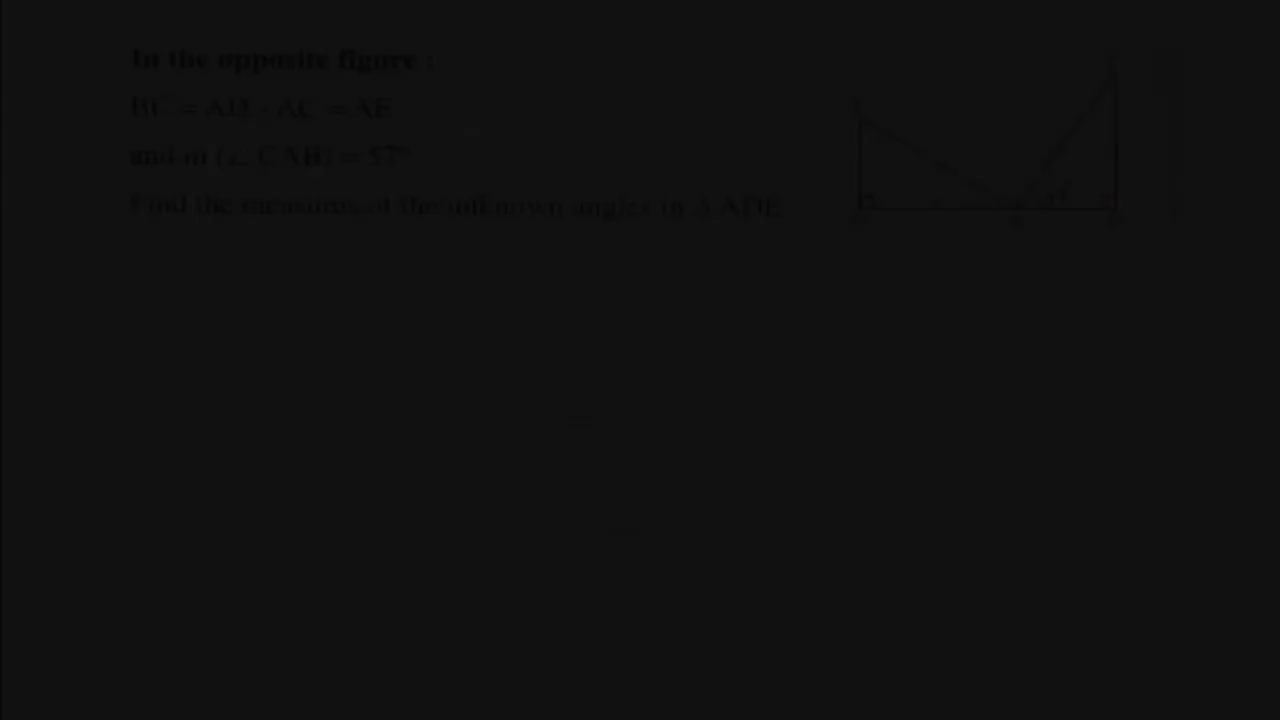 In the opposite figure :
BC = AD , AC = AE
and m (∠ CAB) = 57°
Find the measures of the unknown angles in Δ ADE